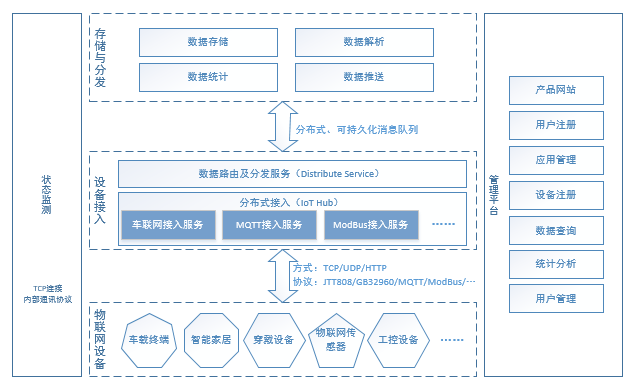 状态监测
TCP连接
内部通讯协议
存储与分发
数据存储
数据解析
数据统计
数据推送
分布式、可持久化消息队列
设备接入
数据路由及分发服务（Distribute Service）
分布式接入（IoT Hub）
车联网接入服务
MQTT接入服务
ModBus接入服务
……
方式：TCP/UDP/HTTP
协议：JTT808/GB32960/MQTT/ModBus/…
物联网设备
车载终端
智能家居
穿戴设备
物联网传
感器
工控设备
……
管理平台
产品网站
用户注册
应用管理
设备注册
数据查询
统计分析
用户管理